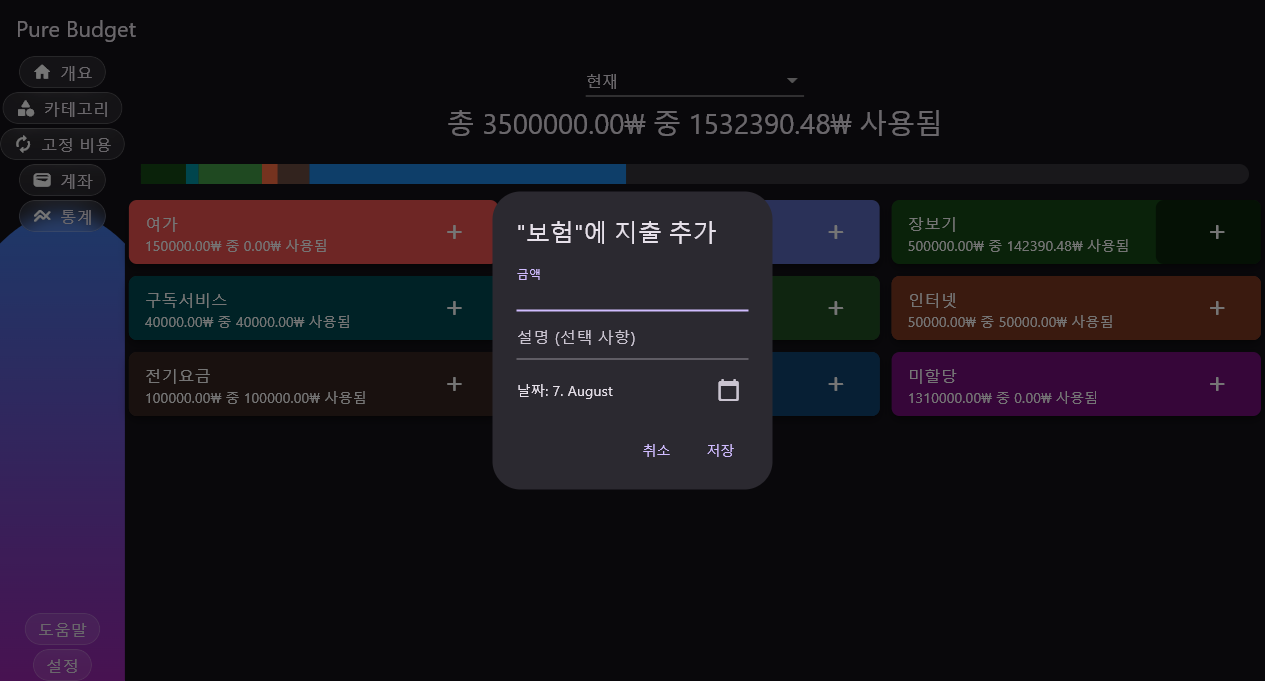 Pure Budget
개요
카테고리
고정 비용
계좌
통계
도움말
설정
현재
총 3500000.00₩ 중 1532390.48₩ 사용됨
여가
150000.00₩ 중 0.00₩ 사용됨
장보기
500000.00₩ 중 142390.48₩ 사용됨
구독서비스
40000.00₩ 중 40000.00₩ 사용됨
인터넷
50000.00₩ 중 50000.00₩ 사용됨
전기요금
100000.00₩ 중 100000.00₩ 사용됨
미할당
1310000.00₩ 중 0.00₩ 사용됨
"보험"에 지출 추가
금액
설명 (선택 사항)
날짜: 7. August
취소 저장